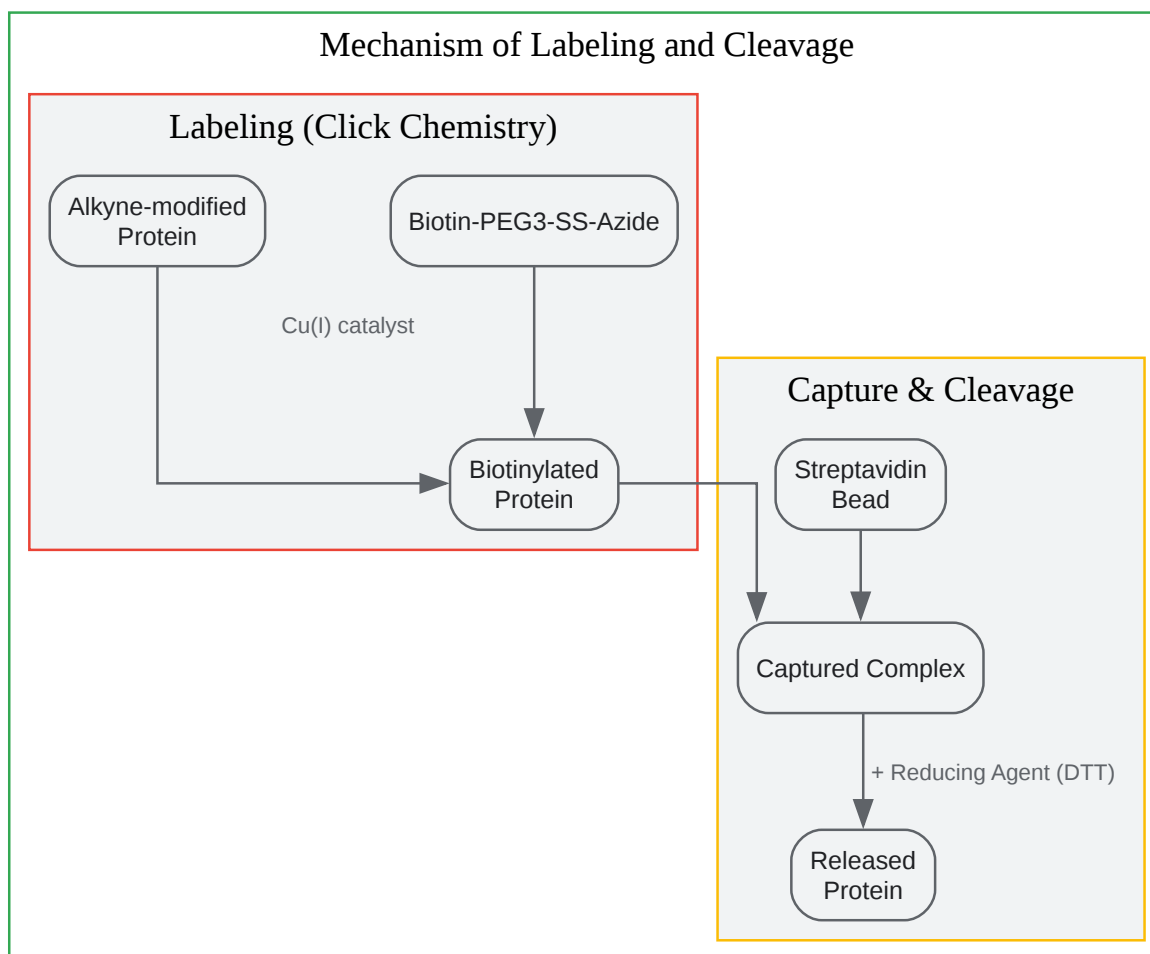 Mechanism of Labeling and Cleavage
Labeling (Click Chemistry)
Alkyne-modified
Protein
Biotin-PEG3-SS-Azide
Cu(I) catalyst
Biotinylated
Protein
Capture & Cleavage
Streptavidin
Bead
Captured Complex
+ Reducing Agent (DTT)
Released
Protein